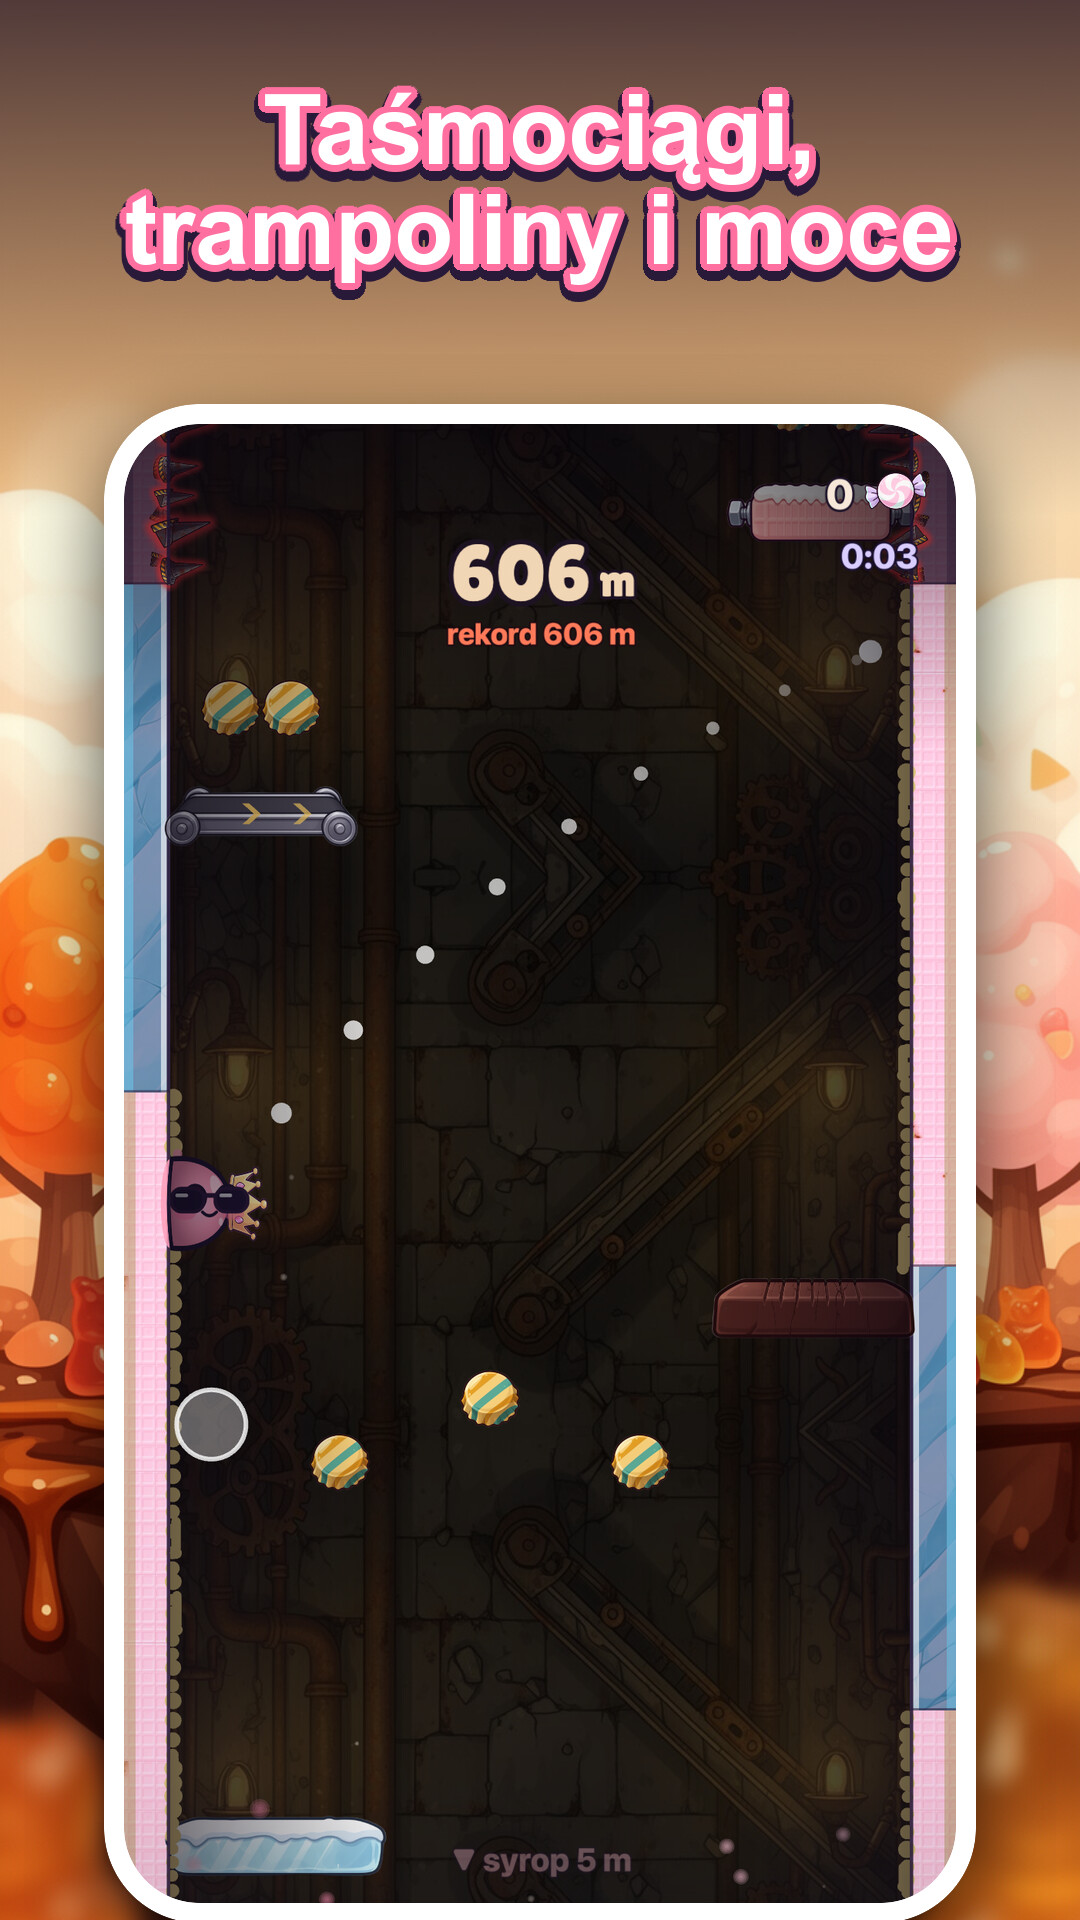 Taśmociągi,
trampoliny i moce
0
0:03
606 m
rekord 606 m
▼ syrop 5 m